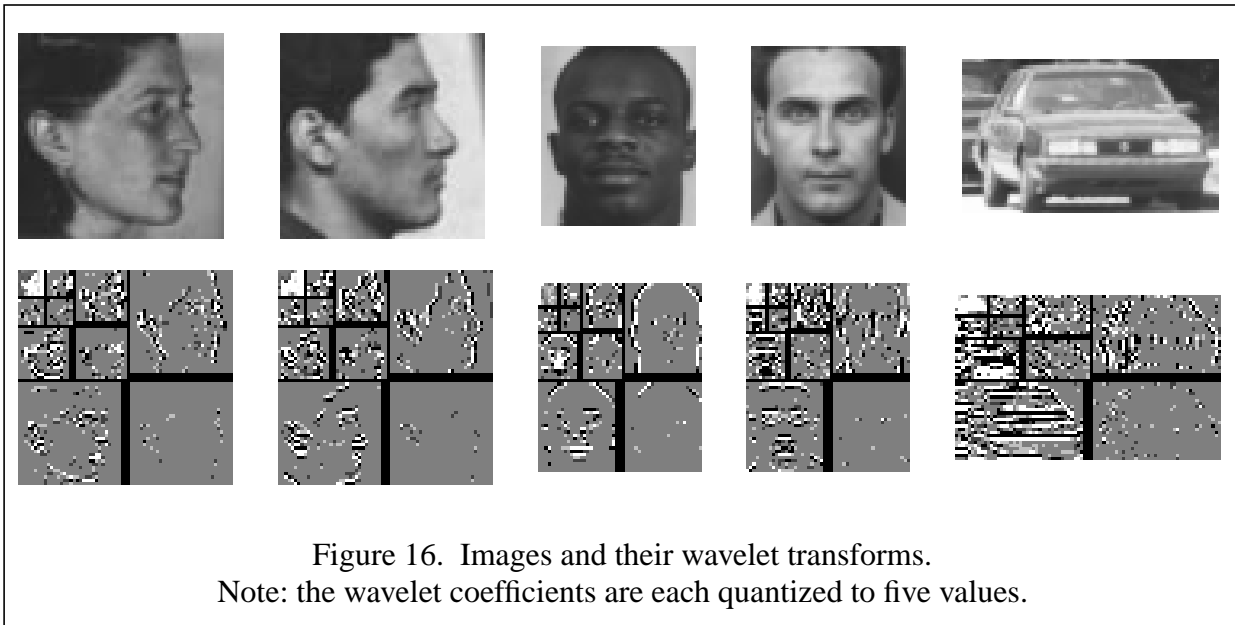 Figure 16. Images and their wavelet transforms.
Note: the wavelet coefficients are each quantized to five values.